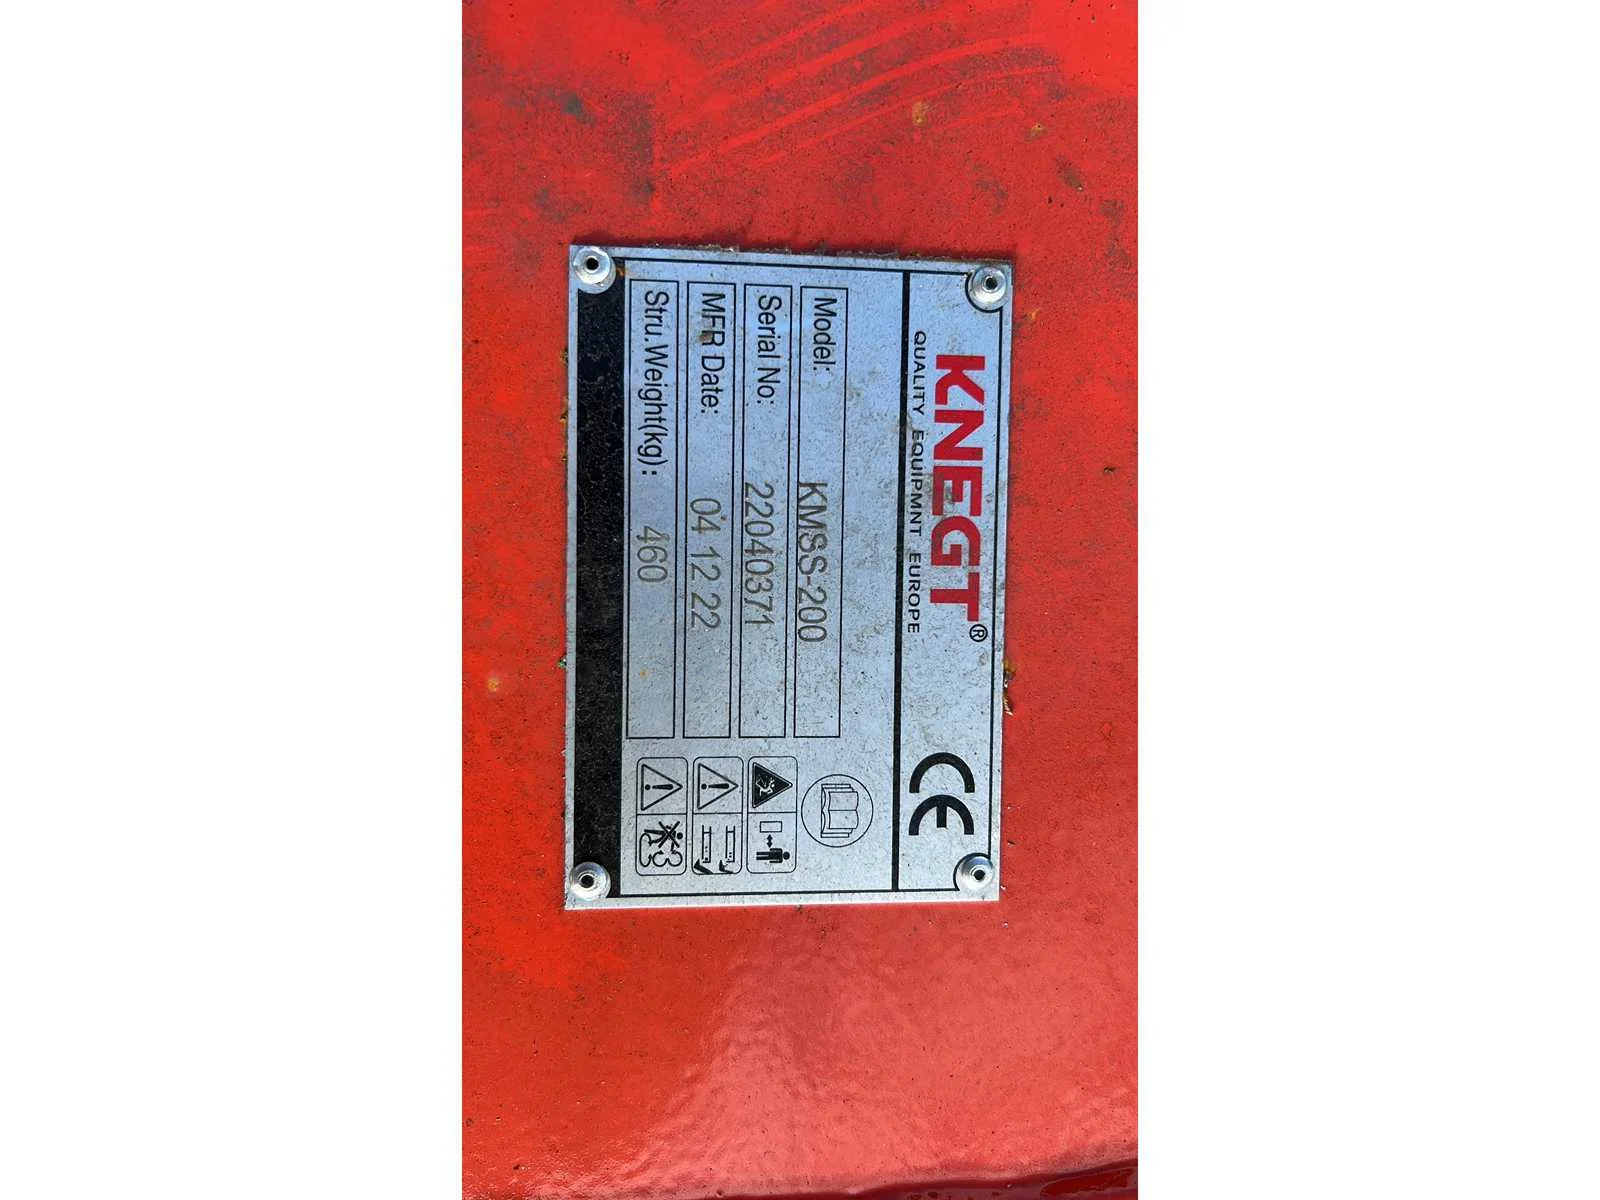 KNEGT®
QUALITY EQUIPMNT EUROPE
CE
Model: KMSS-200
Serial No: 22040371
MFR Date: 04 12 22
Stru.Weight(kg): 460